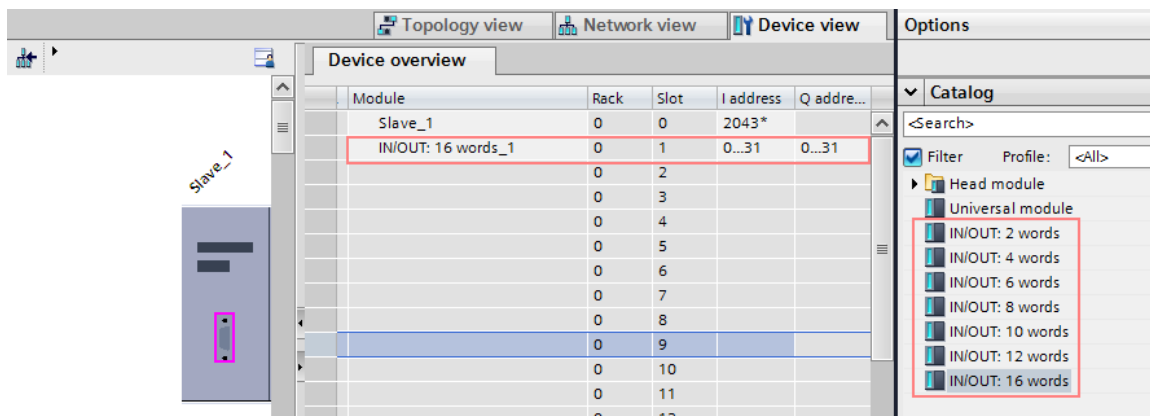 Topology view Network view Device view Options
Device overview
Catalog
Module Rack Slot I address Q addre...
Slave_1 0 0 2043*
<Search>
IN/OUT: 16 words_1 0 1 0...31 0...31
Filter Profile: <All>
Slave_1
0 2
Head module
0 3
Universal module
0 4
IN/OUT: 2 words
0 5
IN/OUT: 4 words
0 6
IN/OUT: 6 words
0 7
IN/OUT: 8 words
0 8
IN/OUT: 10 words
0 9
IN/OUT: 12 words
0 10
IN/OUT: 16 words
0 11